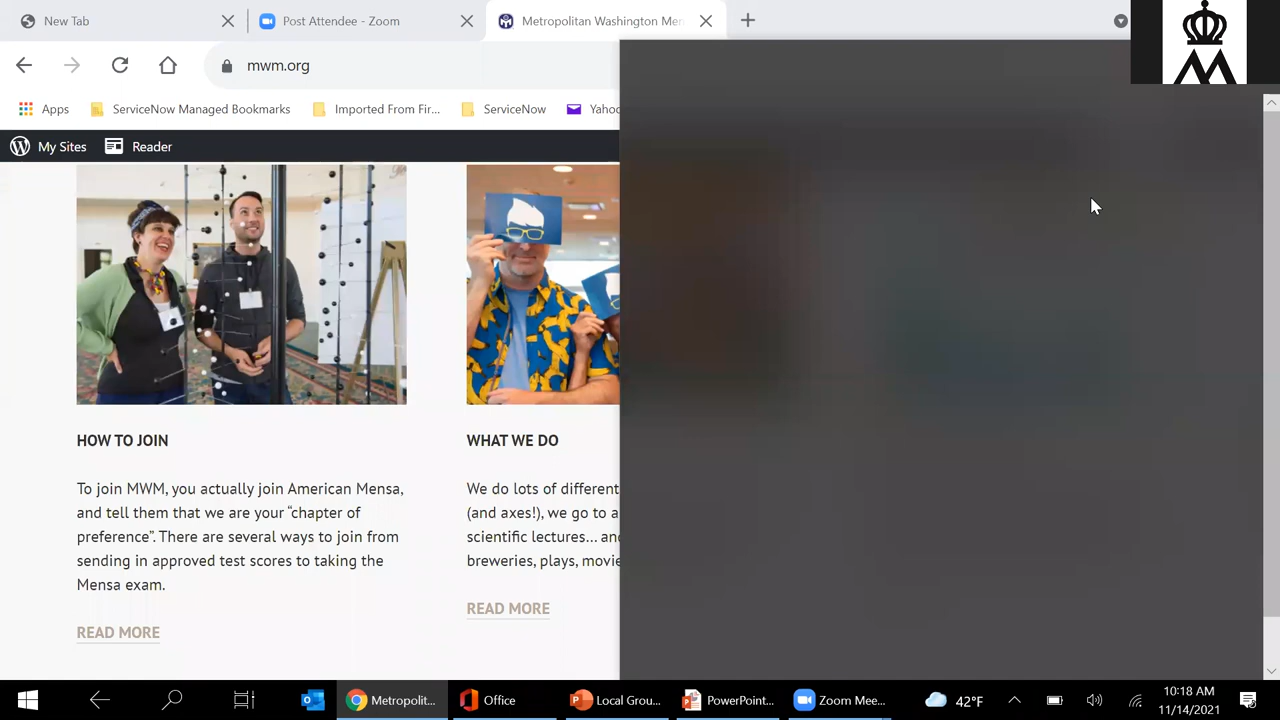 New Tab
Post Attendee - Zoom
Metropolitan Washington Men
mwm.org
Apps
ServiceNow Managed Bookmarks
Imported From Fir...
ServiceNow
Yahoo
My Sites
Reader
HOW TO JOIN
To join MWM, you actually join American Mensa,
and tell them that we are your “chapter of
preference”. There are several ways to join from
sending in approved test scores to taking the
Mensa exam.
READ MORE
WHAT WE DO
We do lots of different
(and axes!), we go to a
scientific lectures... and
breweries, plays, movie
READ MORE
Metropolit...
Office
Local Grou...
PowerPoint...
Zoom Mee...
42°F
10:18 AM
11/14/2021